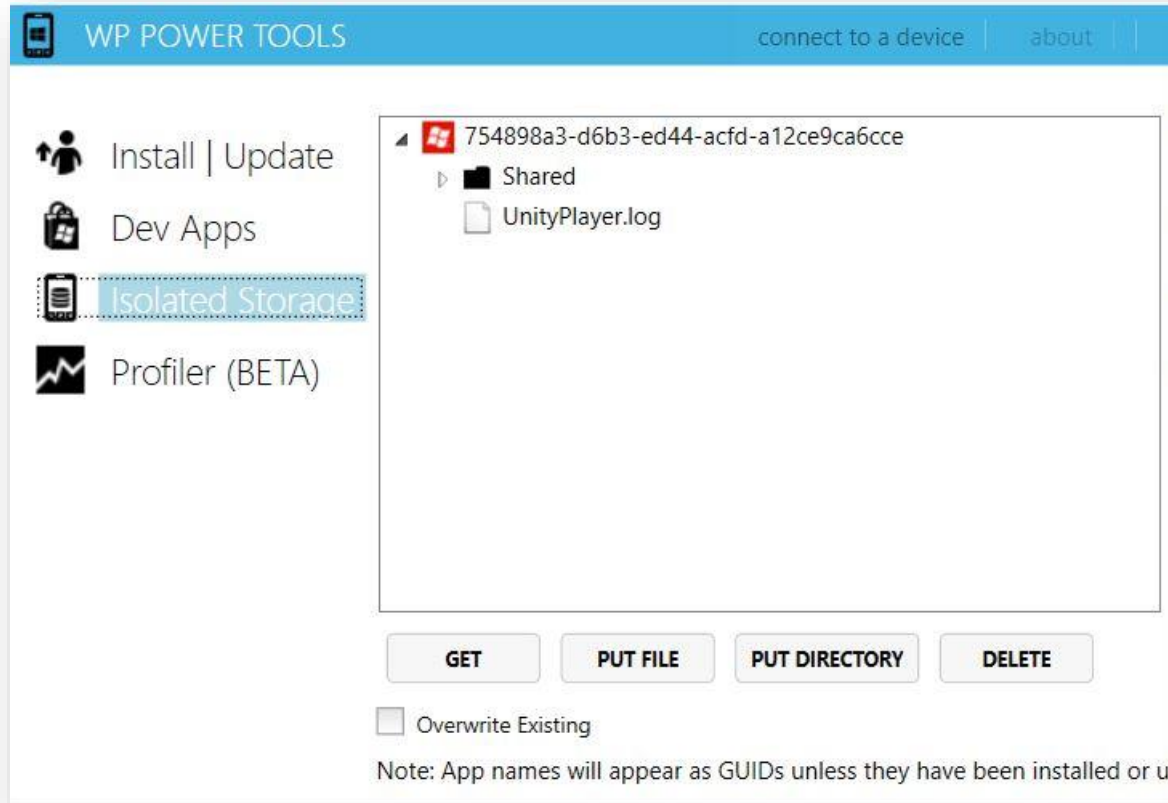 WP POWER TOOLS
connect to a device
about
Install | Update
Dev Apps
Isolated Storage
Profiler (BETA)
754898a3-d6b3-ed44-acfd-a12ce9ca6cce
Shared
UnityPlayer.log
GET
PUT FILE
PUT DIRECTORY
DELETE
Overwrite Existing
Note: App names will appear as GUIDs unless they have been installed or u